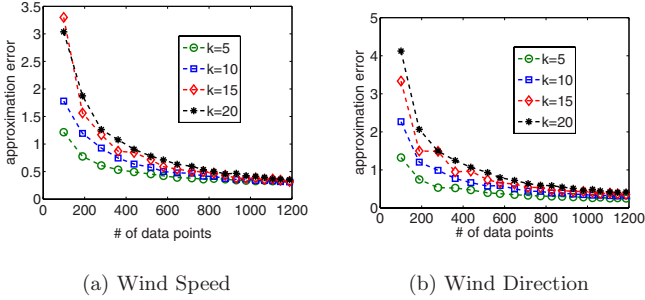 3.5
3
2.5
2
1.5
1
0.5
0
approximation error
k=5
k=10
k=15
k=20
0 200 400 600 800 1000 1200
# of data points
(a) Wind Speed
5
4
3
2
1
0
approximation error
k=5
k=10
k=15
k=20
0 200 400 600 800 1000 1200
# of data points
(b) Wind Direction